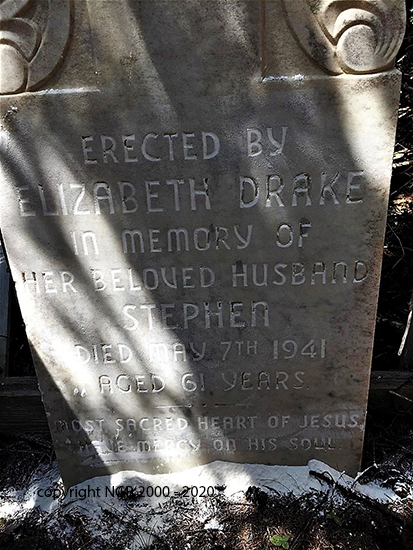 ERECTED BY
ELIZABETH DRAKE
IN MEMORY OF
HER BELOVED HUSBAND
STEPHEN
DIED MAY 7TH 1941
AGED 61 YEARS
MOST SACRED HEART OF JESUS
HAVE MERCY ON HIS SOUL
copyright NGB 2000 - 2020